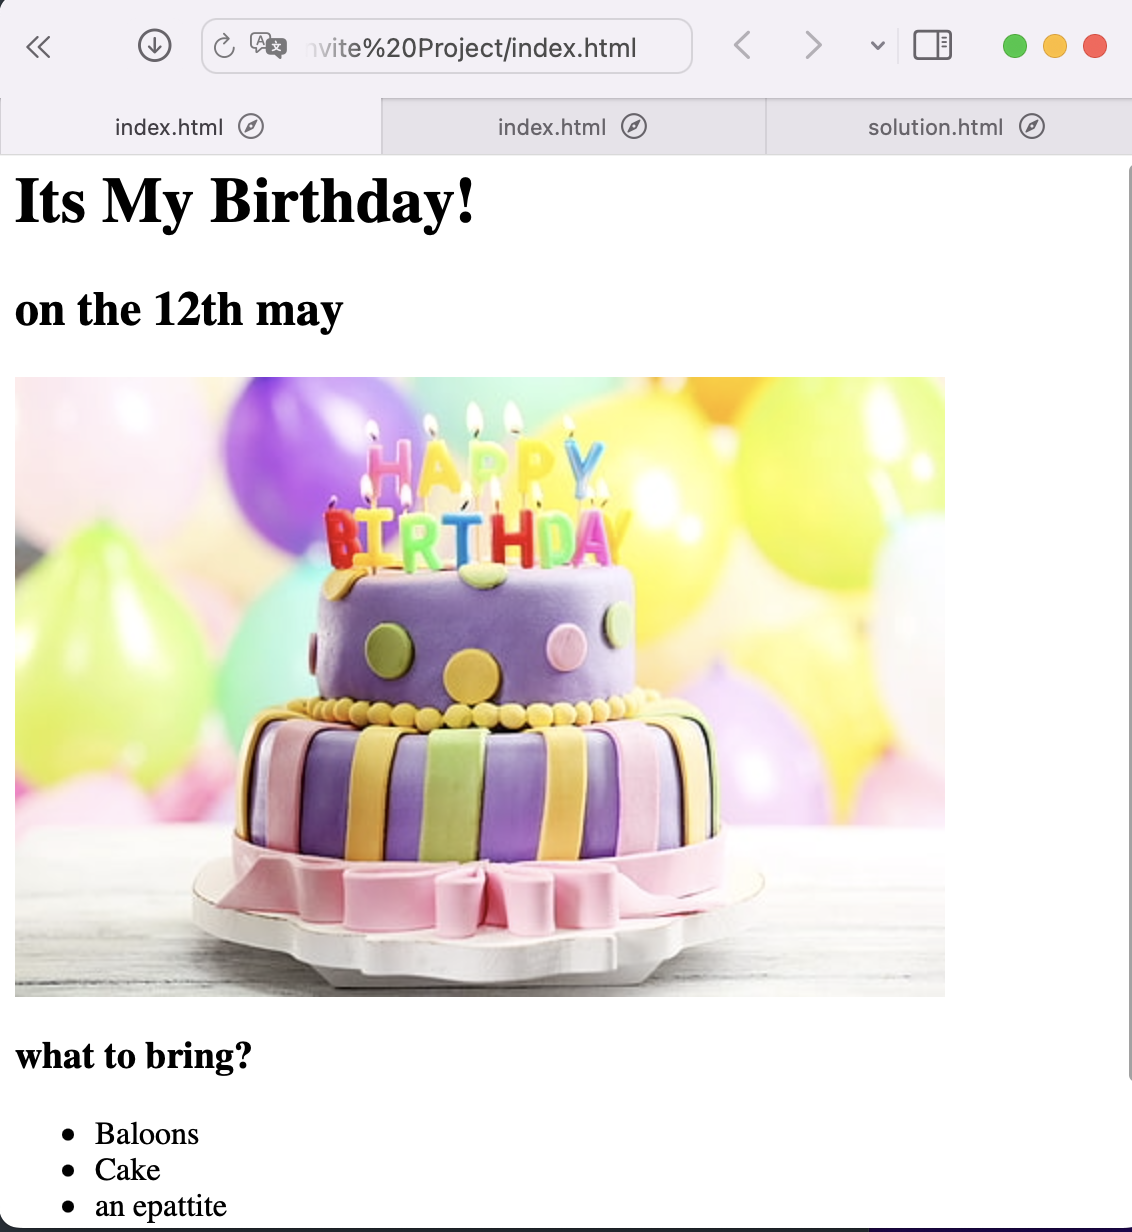 nvite%20Project/index.html
index.html
index.html
solution.html
Its My Birthday!
on the 12th may
HAPPY
BIRTHDAY
what to bring?
Baloons
Cake
an epattite